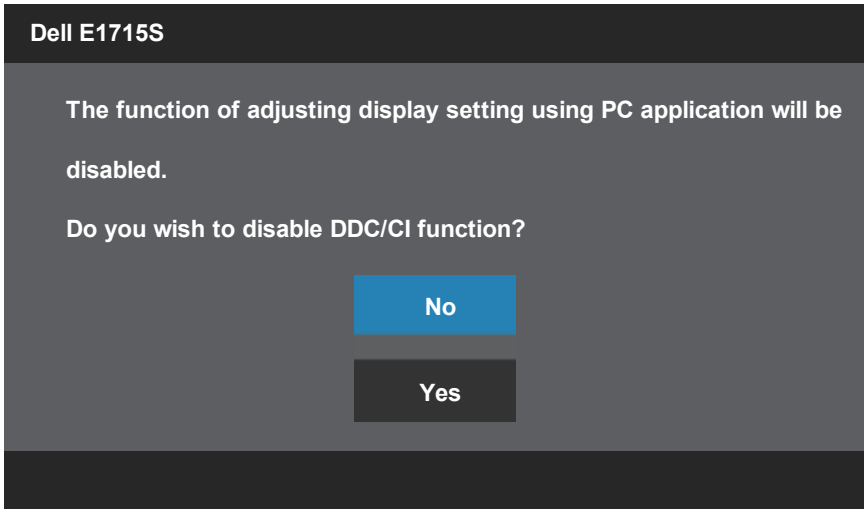 Dell E1715S
The function of adjusting display setting using PC application will be
disabled.
Do you wish to disable DDC/CI function?
No
Yes